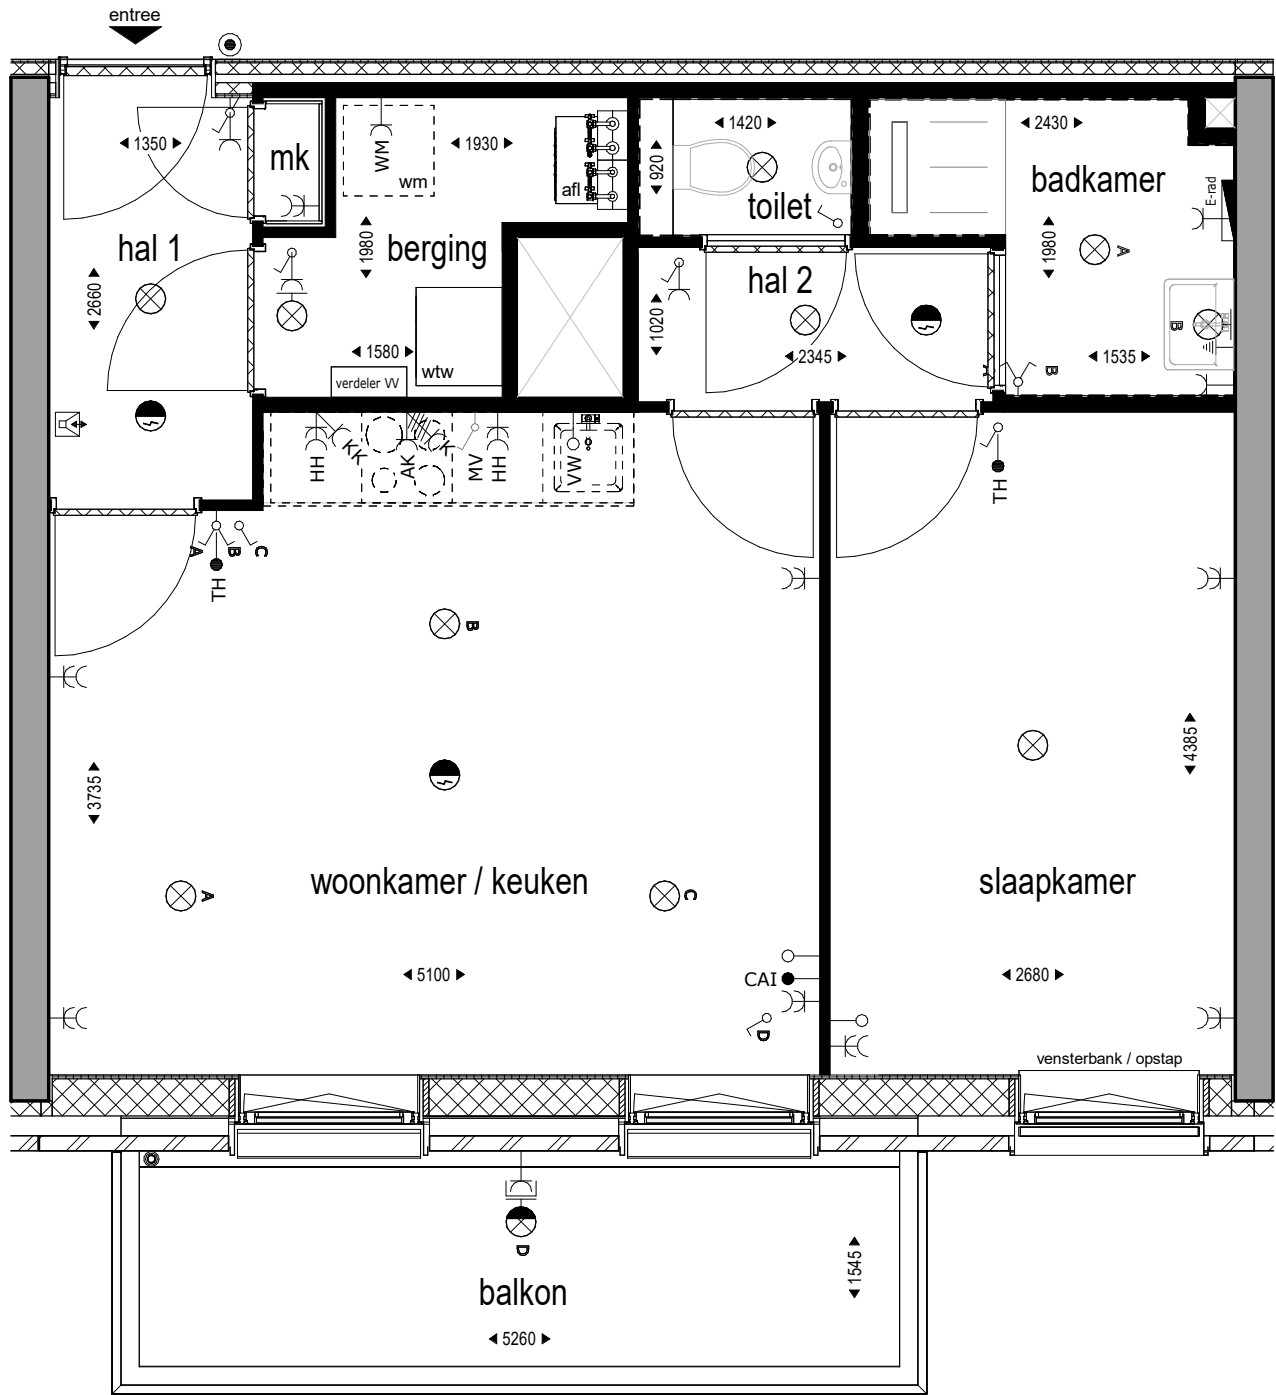 entree
1350
mk
WM
wm
1930
afl
920
1420
toilet
2430
badkamer
E-rad
hal 1
2660
1980
berging
hal 2
1020
2345
1980
A
B
1535
A
B
1580
verdeler VV
wtw
HH
KK
AK
KK
MV
HH
VW
TH
A
B
C
TH
B
3735
4385
woonkamer / keuken
slaapkamer
A
C
5100
CAI
2680
D
vensterbank / opstap
D
1545
balkon
5260